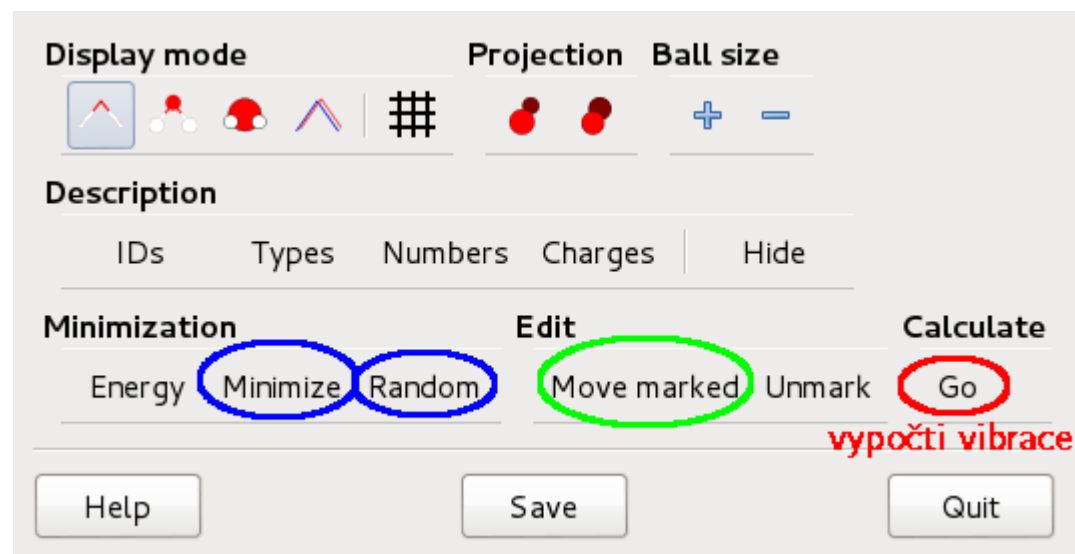 Display mode Projection Ball size
Description
IDs Types Numbers Charges Hide
Minimization Edit Calculate
Energy Minimize Random Move marked Unmark Go
vypočti vibrace
Help Save Quit